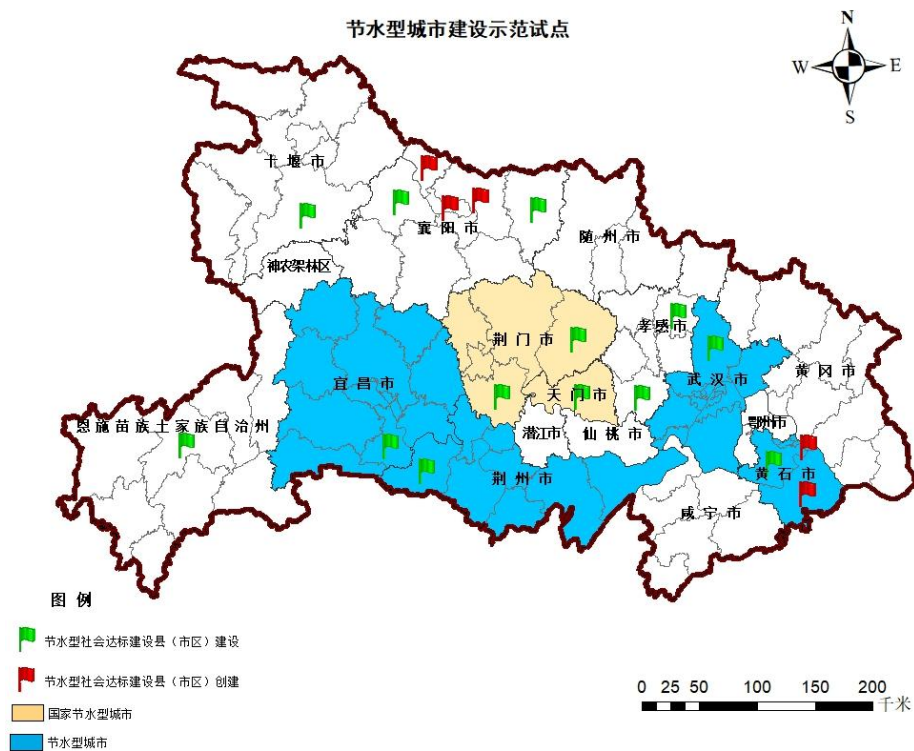 节水型城市建设示范试点
N
W
E
S
十堰市
襄阳市
随州市
神农架林区
荆门市
孝感市
宜昌市
天门市
武汉市
黄冈市
鄂州市
恩施苗族土家族自治州
潜江市
仙桃市
荆州市
黄石市
咸宁市
图例
节水型社会达标建设县（市区）建设
节水型社会达标建设县（市区）创建
国家节水型城市
节水型城市
0 25 50 100 150 200
千米